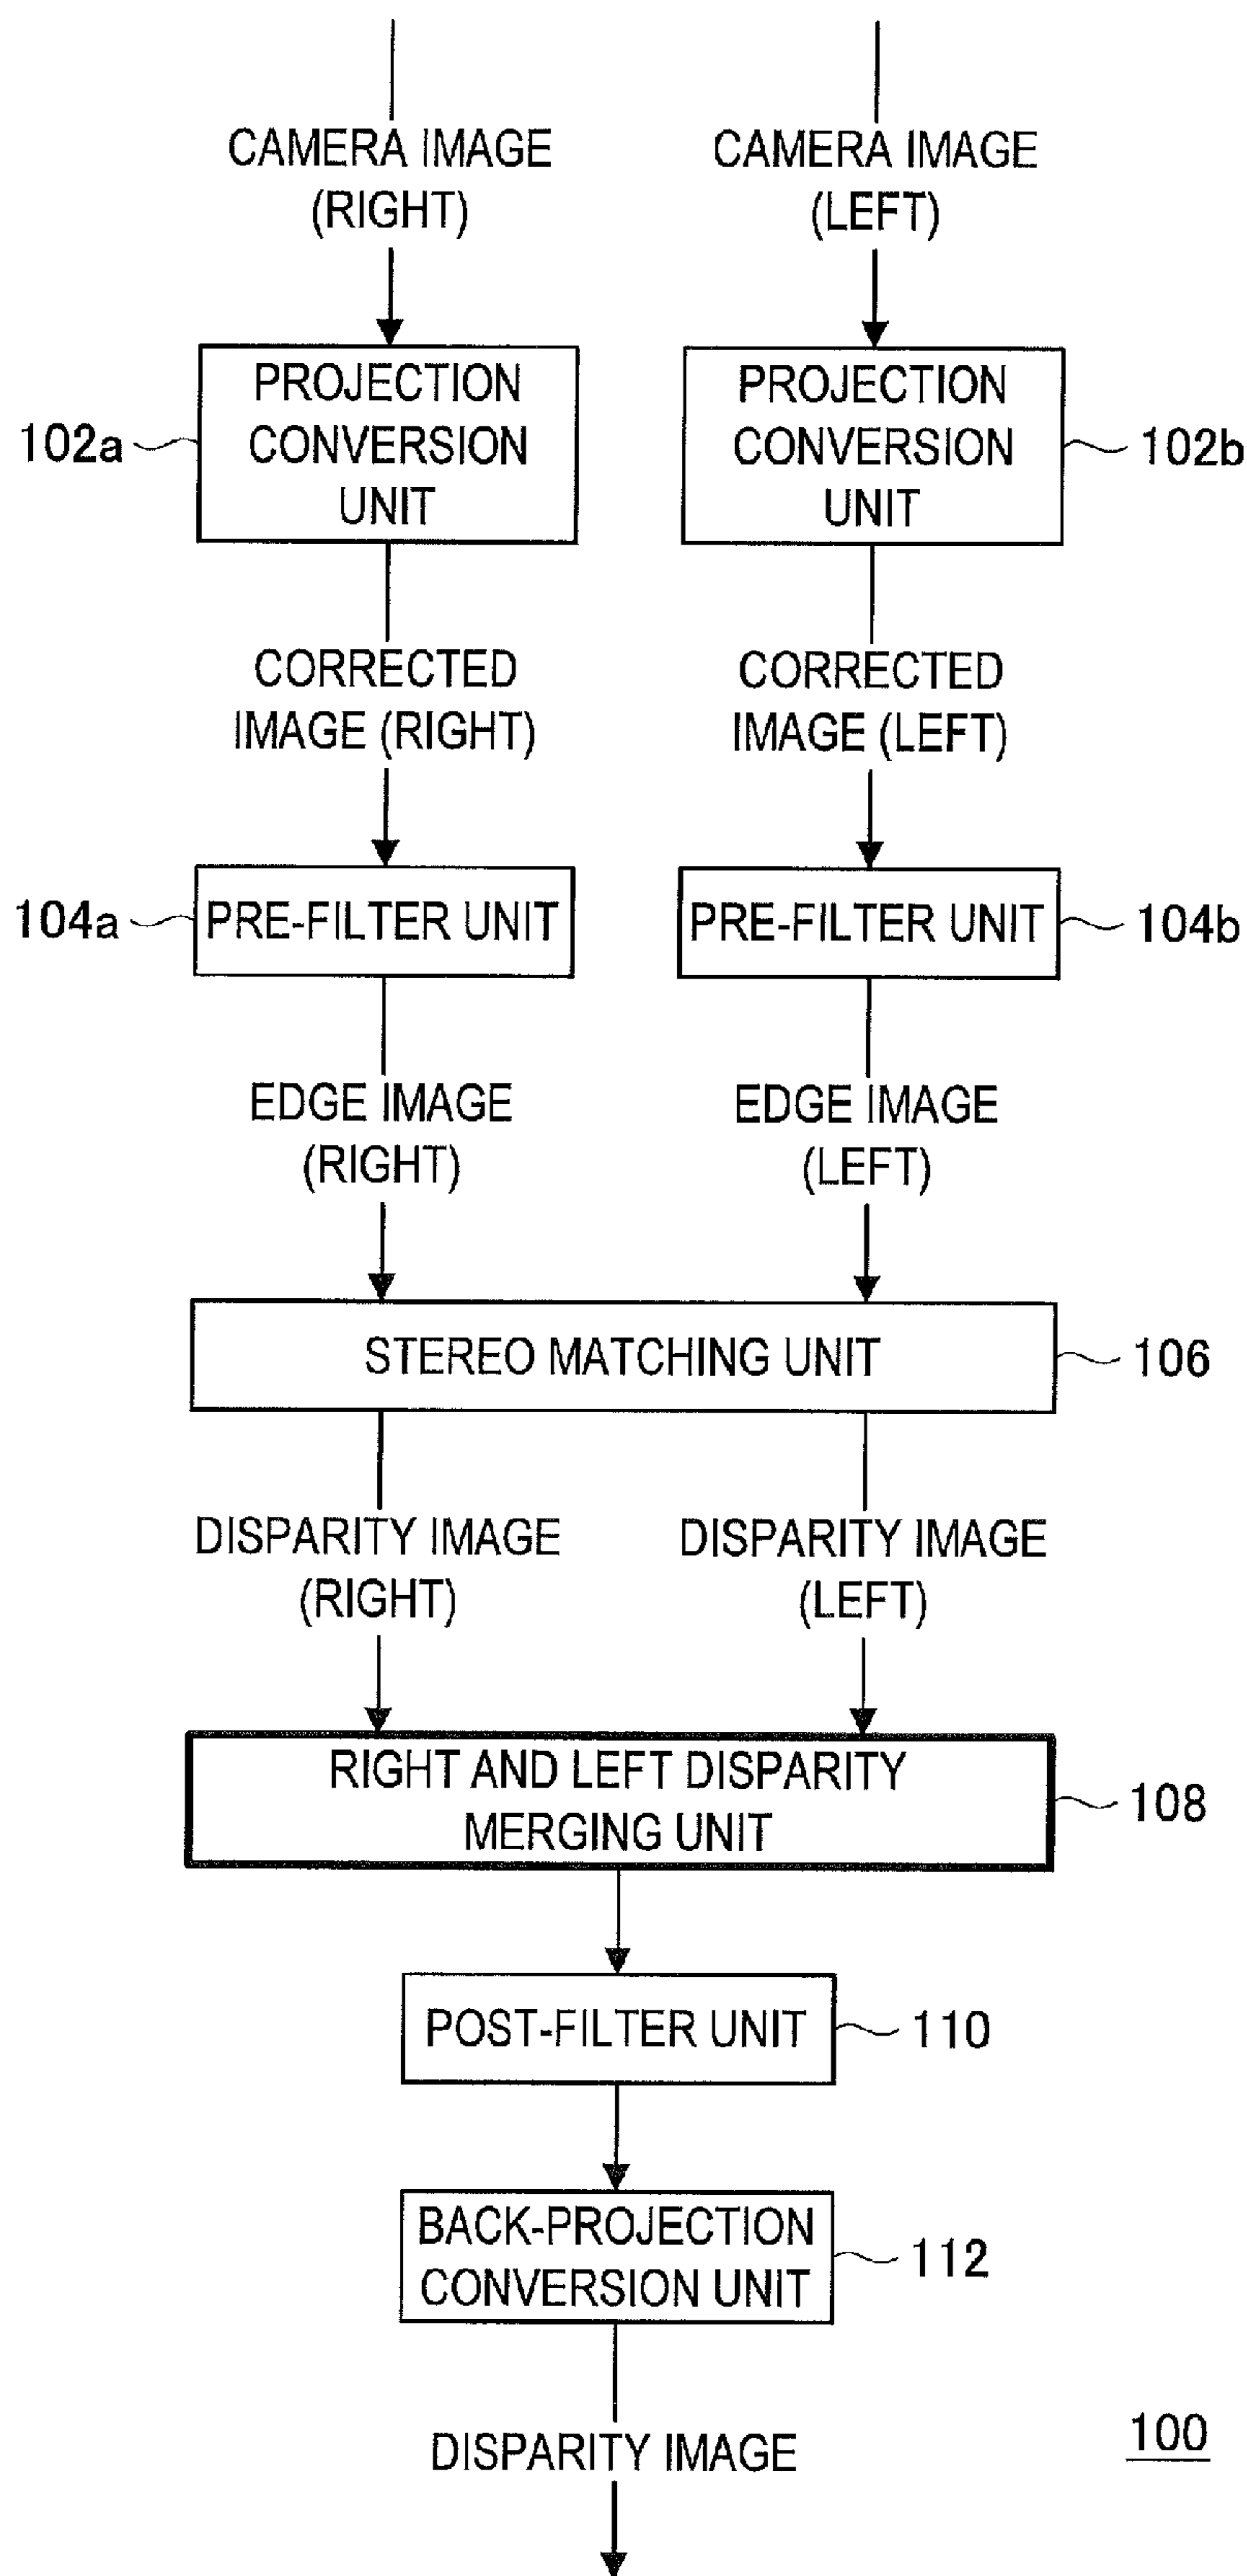 CAMERA IMAGE
(RIGHT)
CAMERA IMAGE
(LEFT)
102a
PROJECTION
CONVERSION
UNIT
PROJECTION
CONVERSION
UNIT
102b
CORRECTED
IMAGE (RIGHT)
CORRECTED
IMAGE (LEFT)
104a
PRE-FILTER UNIT
PRE-FILTER UNIT
104b
EDGE IMAGE
(RIGHT)
EDGE IMAGE
(LEFT)
STEREO MATCHING UNIT
106
DISPARITY IMAGE
(RIGHT)
DISPARITY IMAGE
(LEFT)
RIGHT AND LEFT DISPARITY
MERGING UNIT
108
POST-FILTER UNIT
110
BACK-PROJECTION
CONVERSION UNIT
112
DISPARITY IMAGE
100